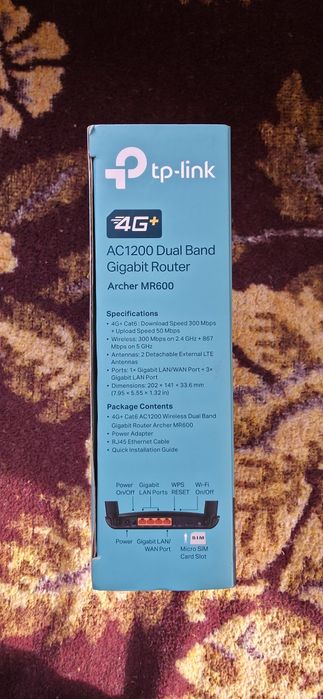 tp-link
4G+
AC1200 Dual Band
Gigabit Router
Archer MR600
Specifications
• 4G+ Cat6 : Download Speed 300 Mbps
+ Upload Speed 50 Mbps
• Wireless: 300 Mbps on 2.4 GHz + 867
Mbps on 5 GHz
• Antennas: 2 Detachable External LTE
Antennas
• Ports: 1× Gigabit LAN/WAN Port + 3×
Gigabit LAN Port
• Dimensions: 202 × 141 × 33.6 mm
(7.95 × 5.55 × 1.32 in)
Package Contents
• 4G+ Cat6 AC1200 Wireless Dual Band
Gigabit Router Archer MR600
• Power Adapter
• RJ45 Ethernet Cable
• Quick Installation Guide
Power On/Off
Gigabit LAN Ports
WPS RESET
Wi-Fi On/Off
Power
Gigabit LAN/ WAN Port
SIM
Micro SIM Card Slot